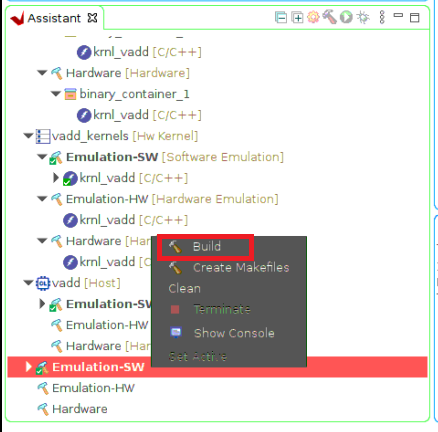 Assistant
krnl_vadd [C/C++]
Hardware [Hardware]
binary_container_1
krnl_vadd [C/C++]
vadd_kernels [Hw Kernel]
Emulation-SW [Software Emulation]
krnl_vadd [C/C++]
Emulation-HW [Hardware Emulation]
krnl_vadd [C/C++]
Hardware [Har
Build
krnl_vadd [C
Create Makefiles
vadd [Host]
Clean
Emulation-SW
Terminate
Emulation-HW
Show Console
Hardware [Har
Set Active
Emulation-SW
Emulation-HW
Hardware